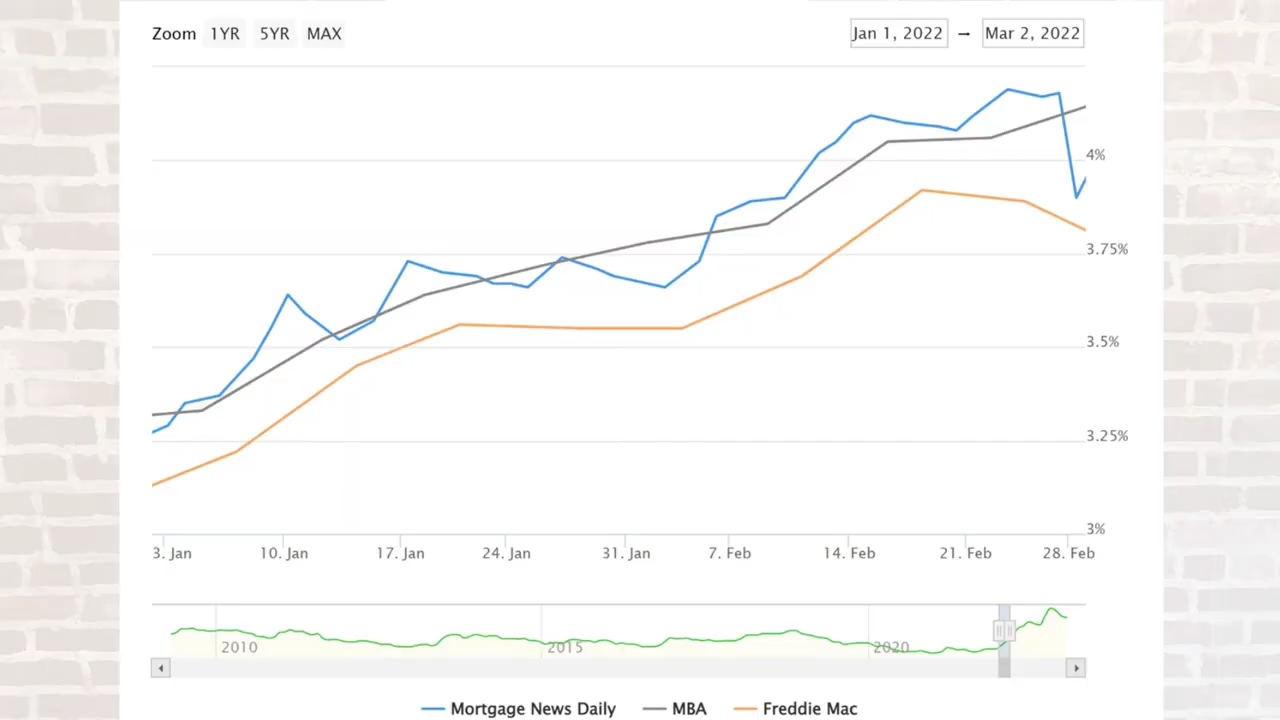 Zoom 1YR 5YR MAX Jan 1, 2022 → Mar 2, 2022
4%
3.75%
3.5%
3.25%
3%
3. Jan 10. Jan 17. Jan 24. Jan 31. Jan 7. Feb 14. Feb 21. Feb 28. Feb
2010 2015 2020
Mortgage News Daily MBA Freddie Mac